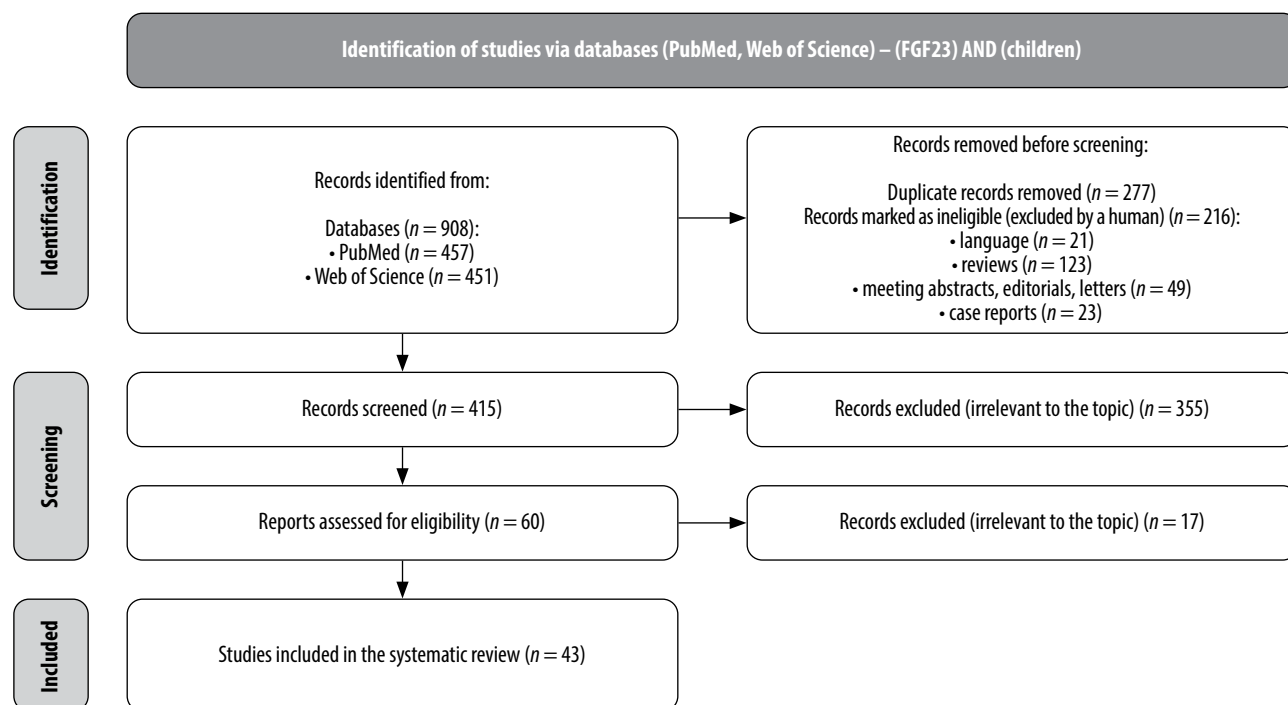 Identification of studies via databases (PubMed, Web of Science) – (FGF23) AND (children)
Identification
Records identified from:
Databases (n = 908):
• PubMed (n = 457)
• Web of Science (n = 451)
Records removed before screening:
Duplicate records removed (n = 277)
Records marked as ineligible (excluded by a human) (n = 216):
• language (n = 21)
• reviews (n = 123)
• meeting abstracts, editorials, letters (n = 49)
• case reports (n = 23)
Screening
Records screened (n = 415)
Records excluded (irrelevant to the topic) (n = 355)
Reports assessed for eligibility (n = 60)
Records excluded (irrelevant to the topic) (n = 17)
Included
Studies included in the systematic review (n = 43)